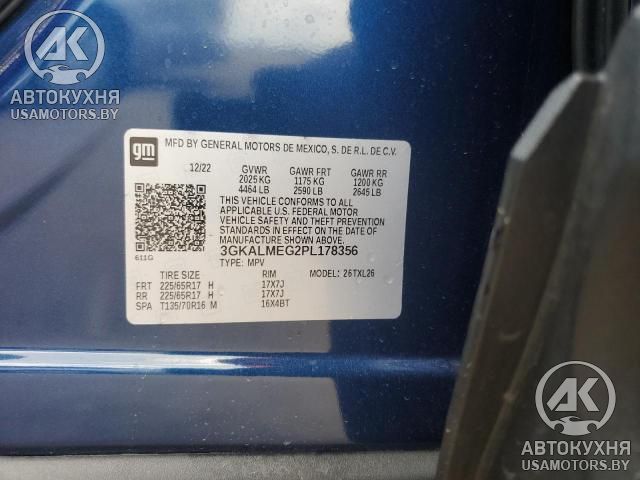 AK
АВТОКУХНЯ
USAMOTORS.BY
gm
MFD BY GENERAL MOTORS DE MEXICO, S. DE R.L. DE C.V.
12/22 GVWR GAWR FRT GAWR RR
2025 KG 1175 KG 1200 KG
4464 LB 2590 LB 2645 LB
THIS VEHICLE CONFORMS TO ALL
APPLICABLE U.S. FEDERAL MOTOR
VEHICLE SAFETY AND THEFT PREVENTION
STANDARDS IN EFFECT ON THE DATE OF
MANUFACTURE SHOWN ABOVE.
611G 3GKALMEG2PL178356
TYPE: MPV
TIRE SIZE RIM MODEL: 26TXL26
FRT 225/65R17 H 17X7J
RR 225/65R17 H 17X7J
SPA T135/70R16 M 16X4BT
AK
АВТОКУХНЯ
USAMOTORS.BY